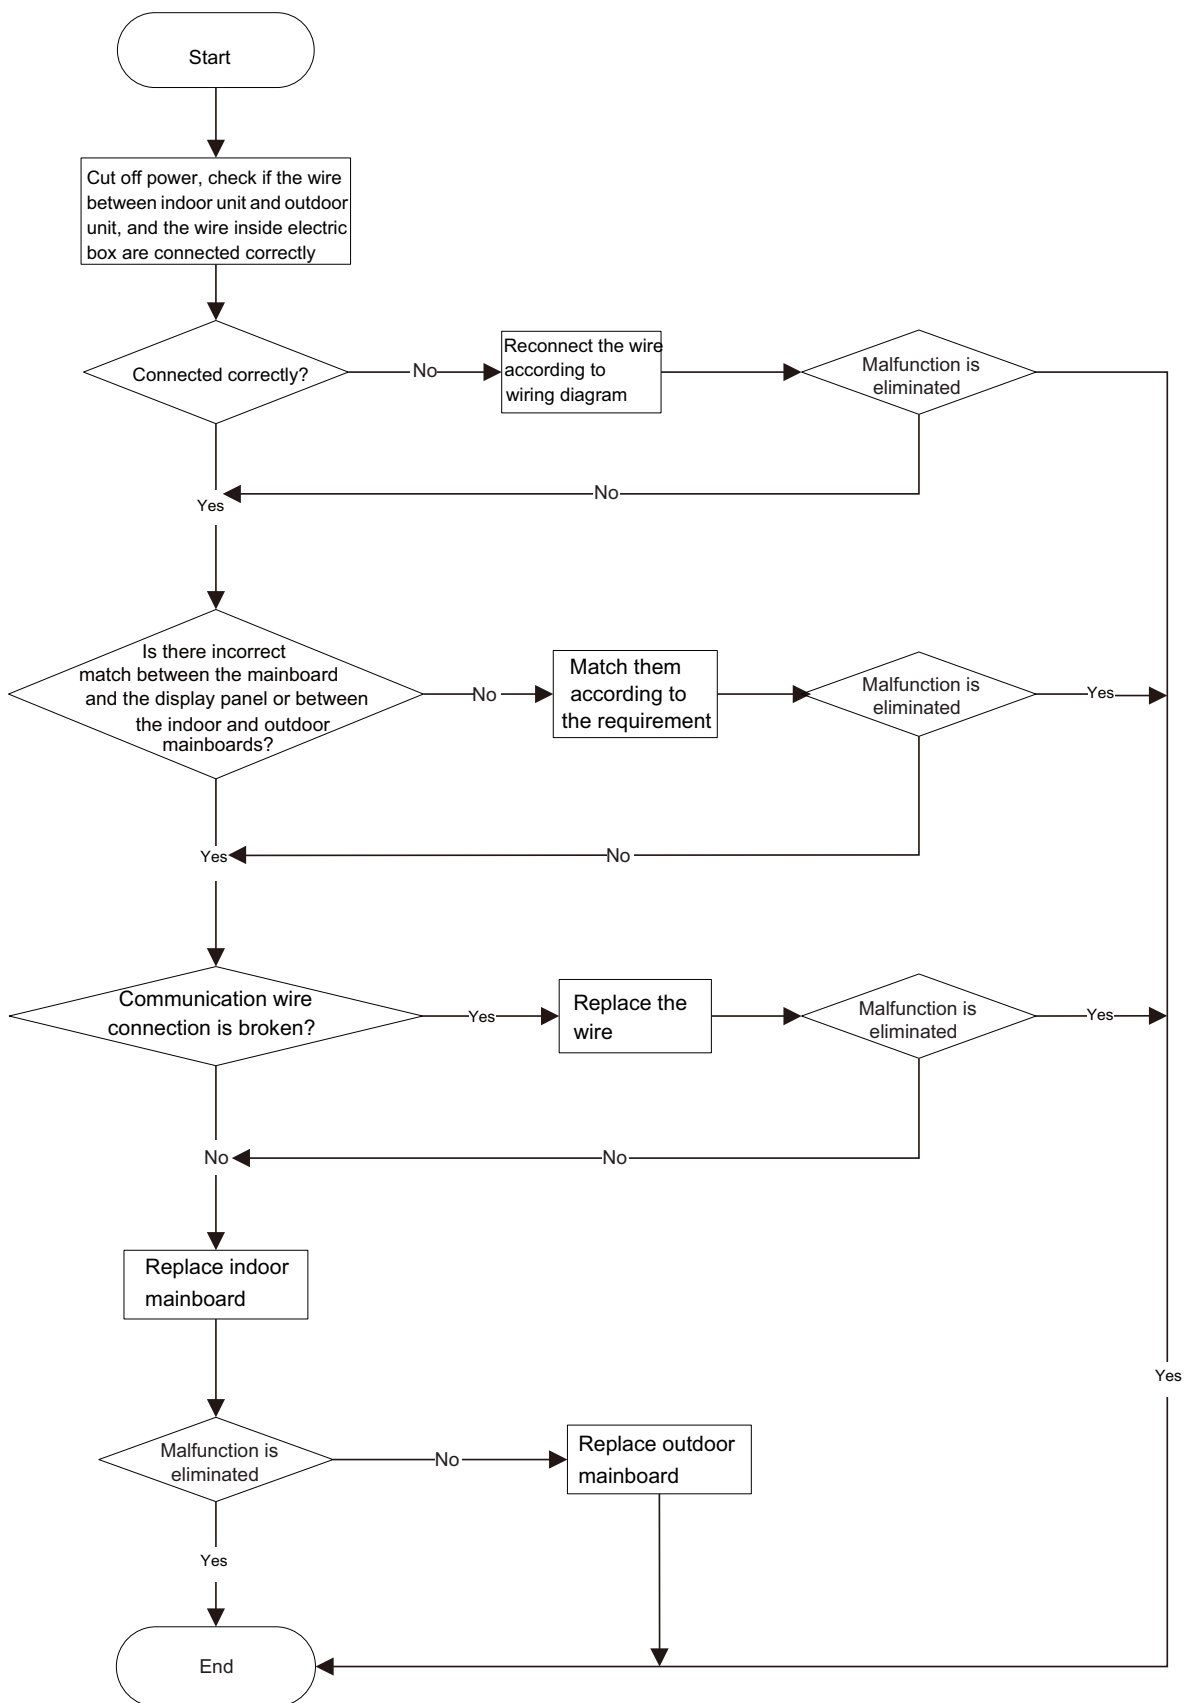 Start
Cut off power, check if the wire
between indoor unit and outdoor
unit, and the wire inside electric
box are connected correctly
Connected correctly?
No
Reconnect the wire
according to
wiring diagram
Malfunction is
eliminated
No
Yes
Is there incorrect
match between the mainboard
and the display panel or between
the indoor and outdoor
mainboards?
No
Match them
according to
the requirement
Malfunction is
eliminated
Yes
No
Yes
Communication wire
connection is broken?
Yes
Replace the
wire
Malfunction is
eliminated
Yes
No
No
Replace indoor
mainboard
Yes
Malfunction is
eliminated
No
Replace outdoor
mainboard
Yes
End